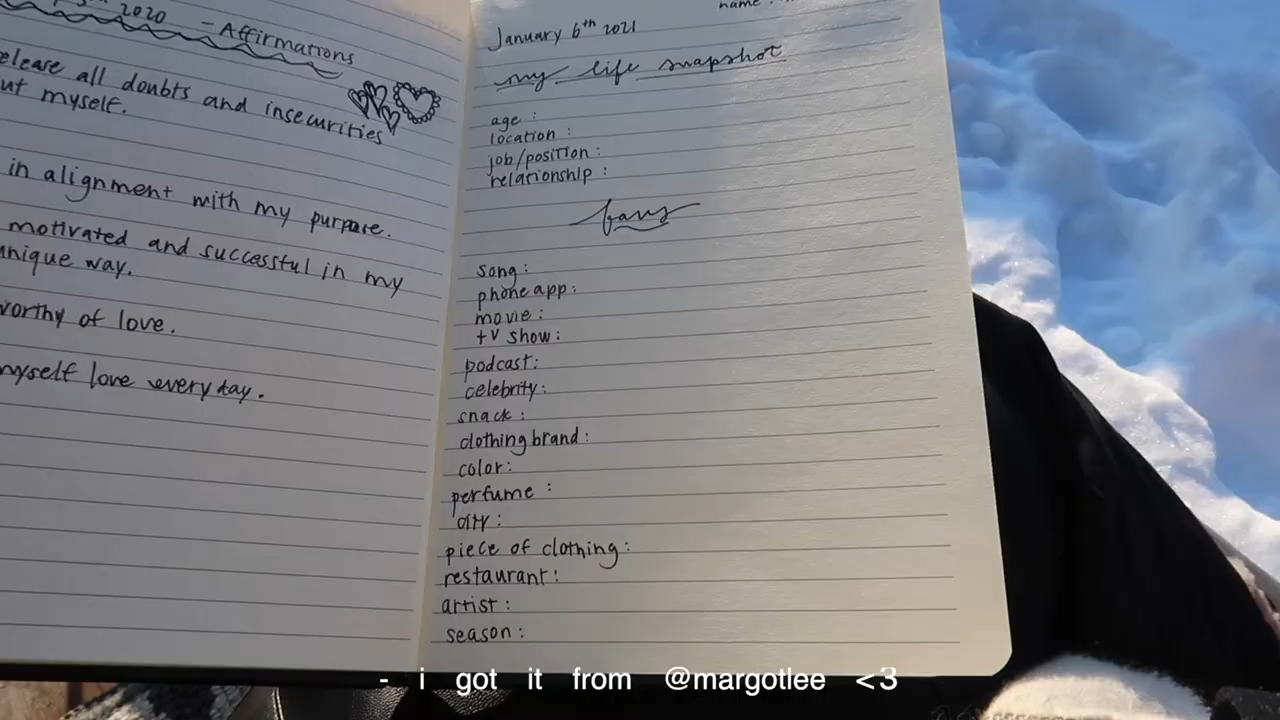 2020 - Affirmations
elease all doubts and insecurities
ut myself.
in alignment with my purpose.
motivated and successful in my
unique way.
worthy of love.
myself love everyday.
name :
January 6th 2021
my life snapshot
age :
location :
job/position :
relationship :
favs
song :
phone app :
movie :
tv show :
podcast :
celebrity :
snack :
clothing brand :
color :
perfume :
city :
piece of clothing :
restaurant :
artist :
season :
- i got it from @margotlee <3